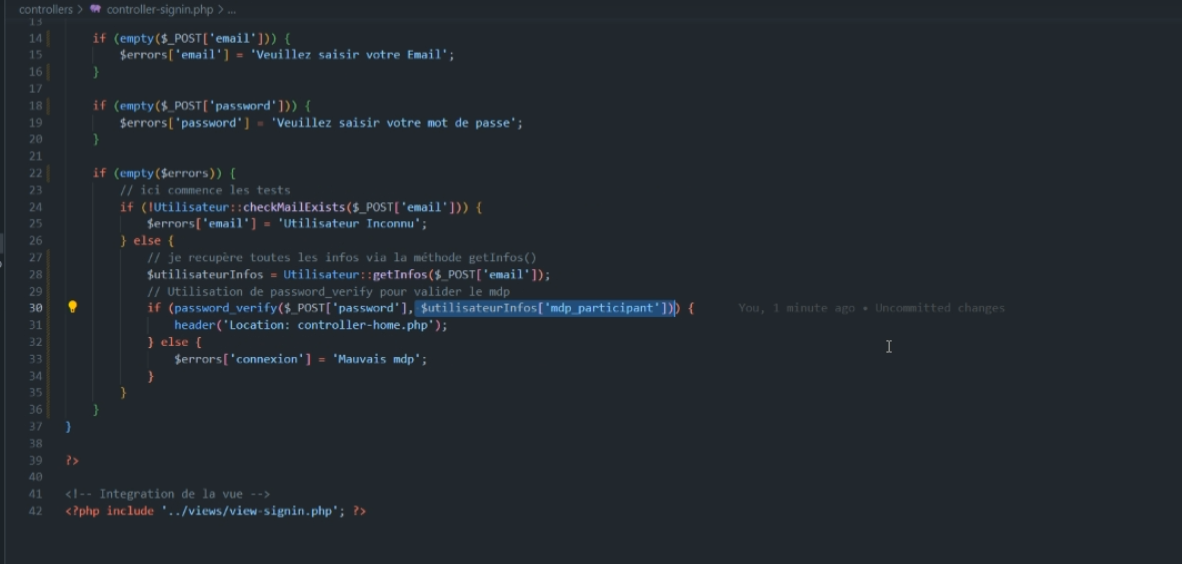 controllers > controller-signin.php > ...
13
14 if (empty($_POST['email'])) {
15 $errors['email'] = 'Veuillez saisir votre Email';
16 }
17
18 if (empty($_POST['password'])) {
19 $errors['password'] = 'Veuillez saisir votre mot de passe';
20 }
21
22 if (empty($errors)) {
23 // ici commence les tests
24 if (!Utilisateur::checkMailExists($_POST['email'])) {
25 $errors['email'] = 'Utilisateur Inconnu';
26 } else {
27 // je recupère toutes les infos via la méthode getInfos()
28 $utilisateurInfos = Utilisateur::getInfos($_POST['email']);
29 // Utilisation de password_verify pour valider le mdp
30 if (password_verify($_POST['password'], $utilisateurInfos['mdp_participant'])) { You, 1 minute ago • Uncommitted changes
31 header('Location: controller-home.php');
32 } else {
33 $errors['connexion'] = 'Mauvais mdp';
34 }
35 }
36 }
37 }
38
39 ?>
40
41 <!-- Integration de la vue -->
42 <?php include '../views/view-signin.php'; ?>